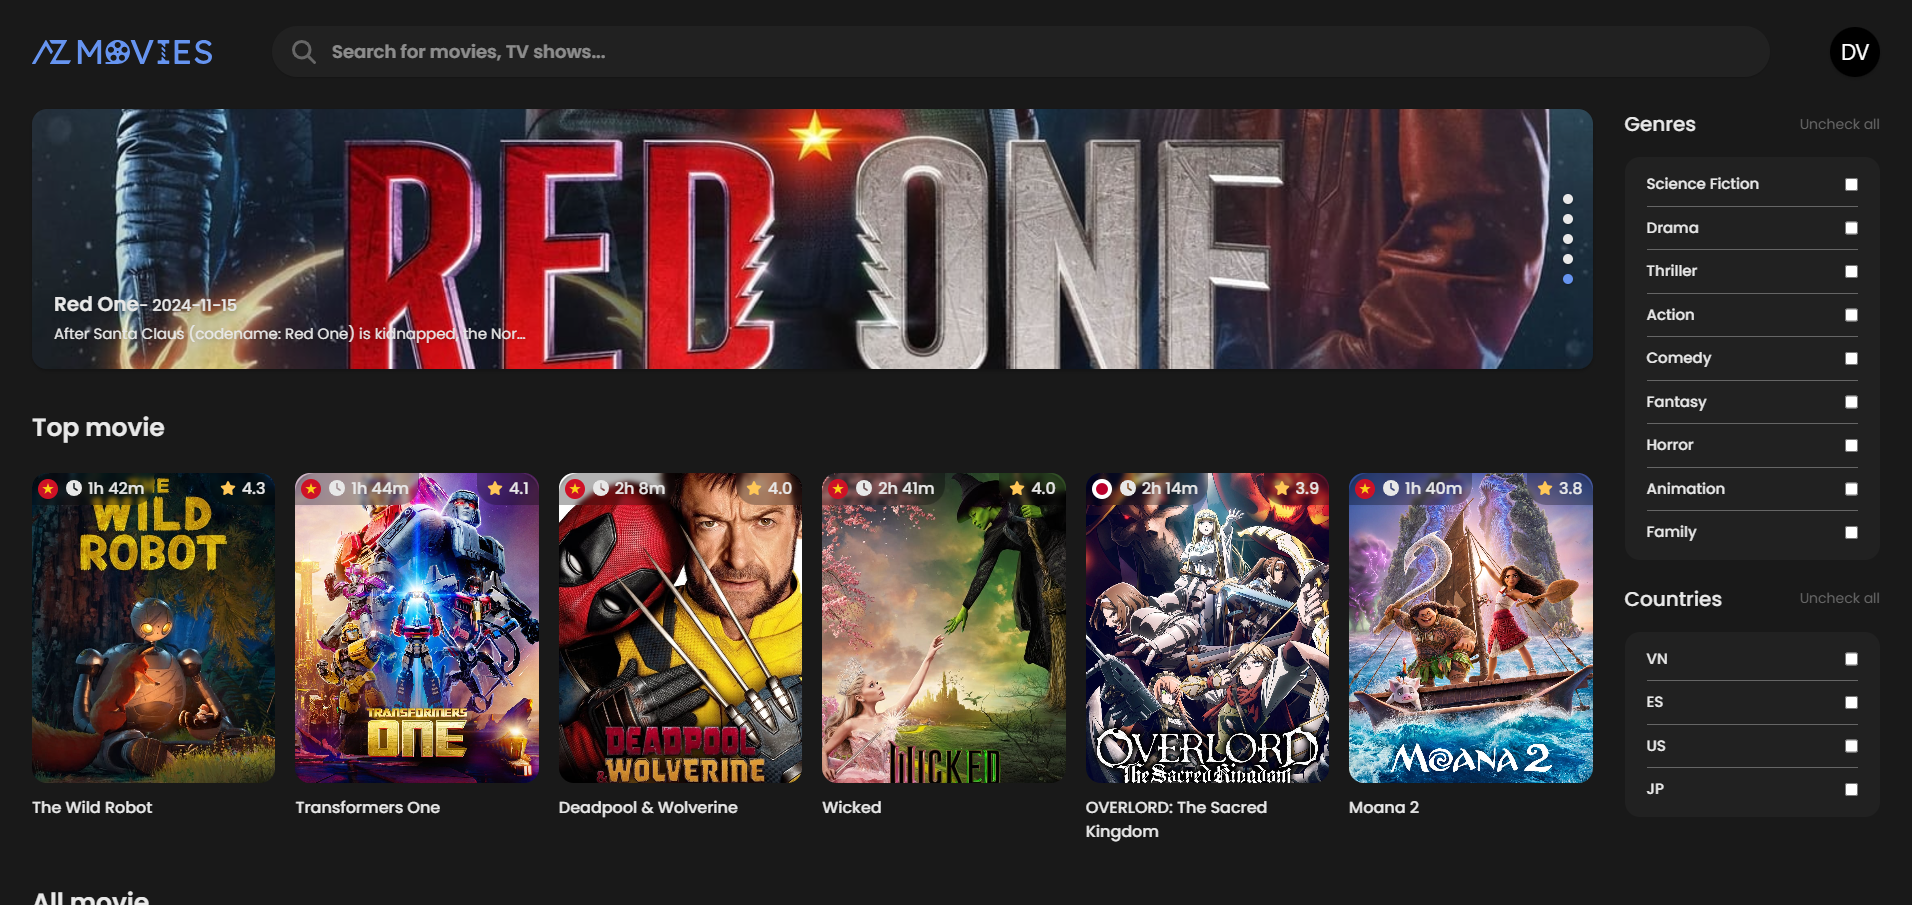 AZ MOVIES
Search for movies, TV shows...
DV
RED ONE
Red One- 2024-11-15
After Santa Claus (codename: Red One) is kidnapped, the Nor...
Top movie
1h 42m 4.3
THE
WILD
ROBOT
The Wild Robot
1h 44m 4.1
TRANSFORMERS
ONE
Transformers One
2h 8m 4.0
DEADPOOL
& WOLVERINE
Deadpool & Wolverine
2h 41m 4.0
WICKED
Wicked
2h 14m 3.9
OVERLORD
The Sacred Kingdom
OVERLORD: The Sacred
Kingdom
1h 40m 3.8
MOANA 2
Moana 2
All movie
Genres Uncheck all
Science Fiction
Drama
Thriller
Action
Comedy
Fantasy
Horror
Animation
Family
Countries Uncheck all
VN
ES
US
JP